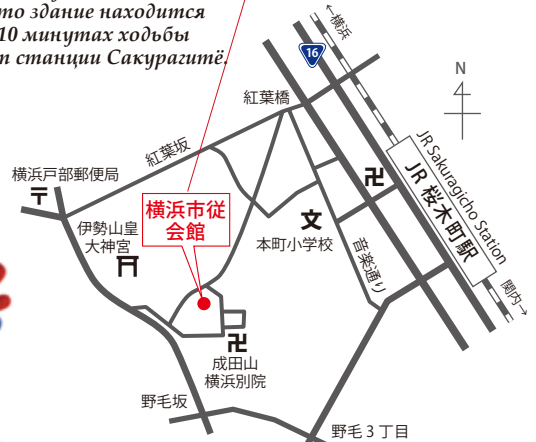 то здание находится
10 минутах ходьбы
т станции Сакурагитё.
←横浜
16
N
紅葉橋
紅葉坂
横浜戸部郵便局
〒
横浜市従
会館
伊勢山皇
大神宮
文
本町小学校
卍
音楽通り
JR Sakuragicho Station
JR 桜木町駅
関内→
卍
成田山
横浜別院
野毛坂
野毛3丁目